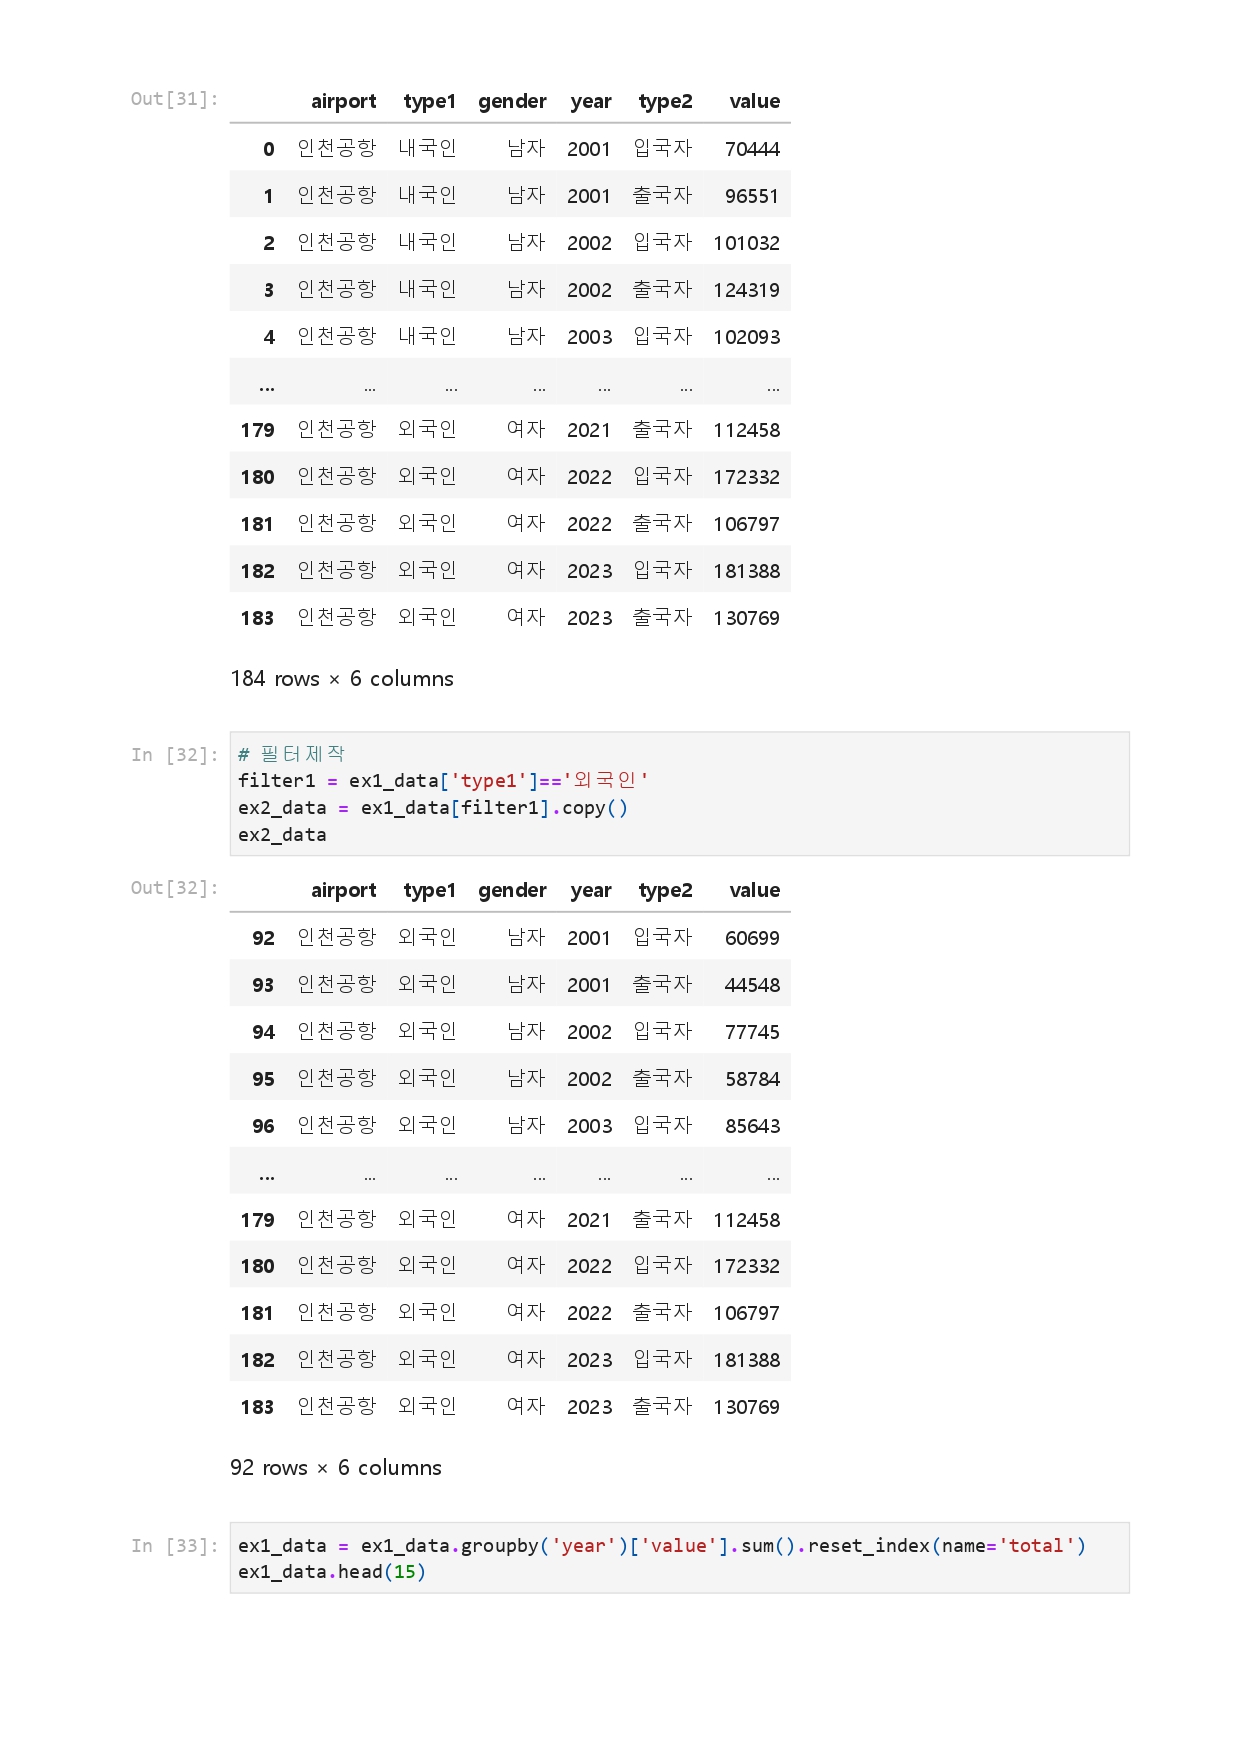 Out[31]:
airport type1 gender year type2 value
0 인천공항 내국인 남자 2001 입국자 70444
1 인천공항 내국인 남자 2001 출국자 96551
2 인천공항 내국인 남자 2002 입국자 101032
3 인천공항 내국인 남자 2002 출국자 124319
4 인천공항 내국인 남자 2003 입국자 102093
... ... ... ... ... ... ...
179 인천공항 외국인 여자 2021 출국자 112458
180 인천공항 외국인 여자 2022 입국자 172332
181 인천공항 외국인 여자 2022 출국자 106797
182 인천공항 외국인 여자 2023 입국자 181388
183 인천공항 외국인 여자 2023 출국자 130769
184 rows × 6 columns
In [32]:
# 필터제작
filter1 = ex1_data['type1']=='외국인'
ex2_data = ex1_data[filter1].copy()
ex2_data
Out[32]:
airport type1 gender year type2 value
92 인천공항 외국인 남자 2001 입국자 60699
93 인천공항 외국인 남자 2001 출국자 44548
94 인천공항 외국인 남자 2002 입국자 77745
95 인천공항 외국인 남자 2002 출국자 58784
96 인천공항 외국인 남자 2003 입국자 85643
... ... ... ... ... ... ...
179 인천공항 외국인 여자 2021 출국자 112458
180 인천공항 외국인 여자 2022 입국자 172332
181 인천공항 외국인 여자 2022 출국자 106797
182 인천공항 외국인 여자 2023 입국자 181388
183 인천공항 외국인 여자 2023 출국자 130769
92 rows × 6 columns
In [33]:
ex1_data = ex1_data.groupby('year')['value'].sum().reset_index(name='total')
ex1_data.head(15)